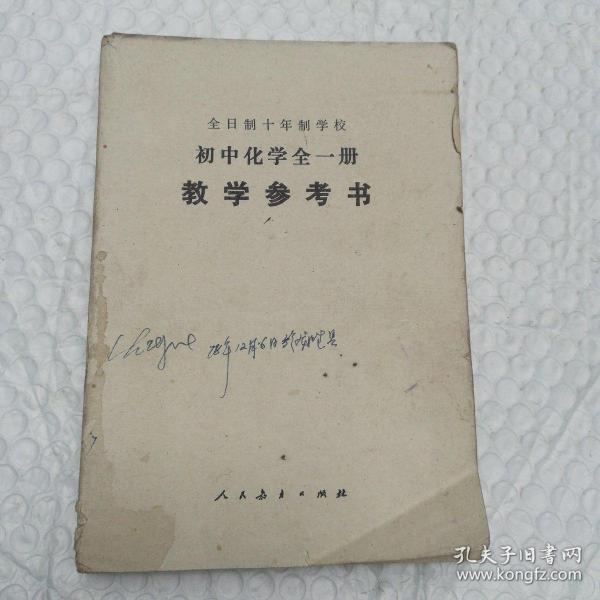 全日制十年制学校
初中化学全一册
教学参考书
78年12月6日
人民教育出版社
孔夫子旧书网
www.kongfz.com